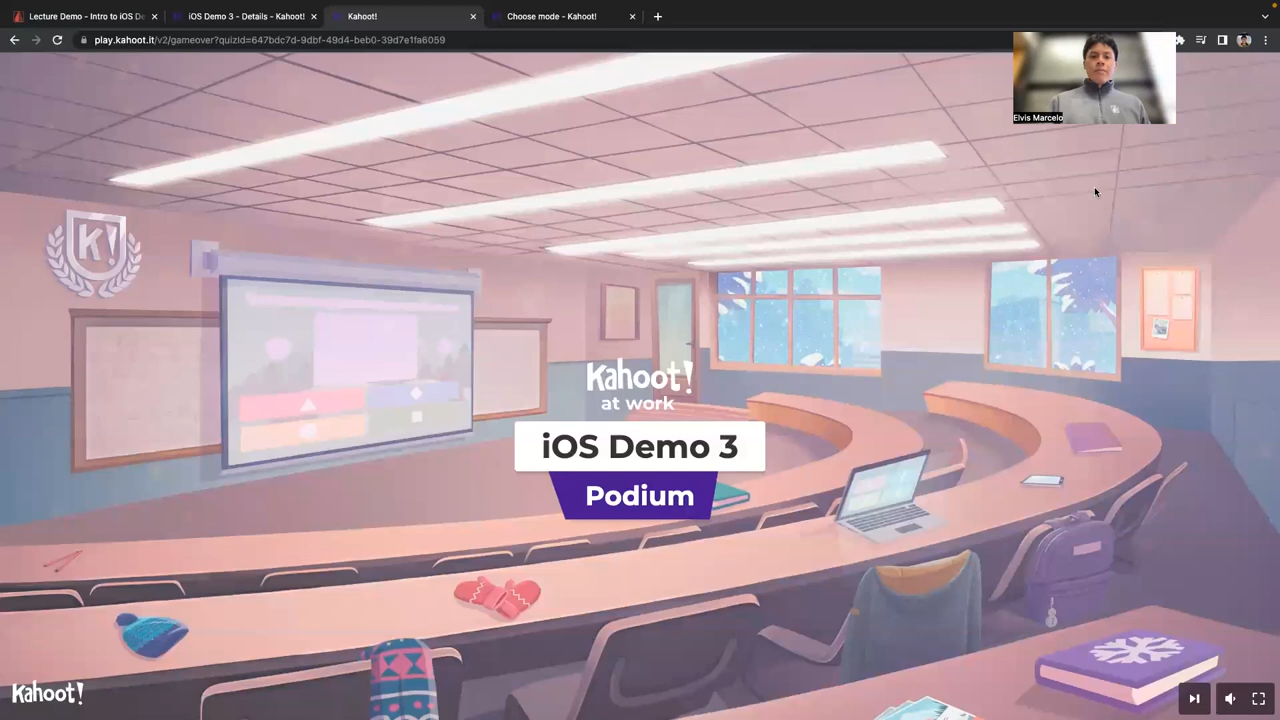 Lecture Demo - Intro to iOS De
iOS Demo 3 - Details - Kahoot!
Kahoot!
Choose mode - Kahoot!
play.kahoot.it/v2/gameover?quizId=647bdc7d-9dbf-49d4-beb0-39d7e1fa6059
Elvis Marcelo
K!
Kahoot!
at work
iOS Demo 3
Podium
Kahoot!